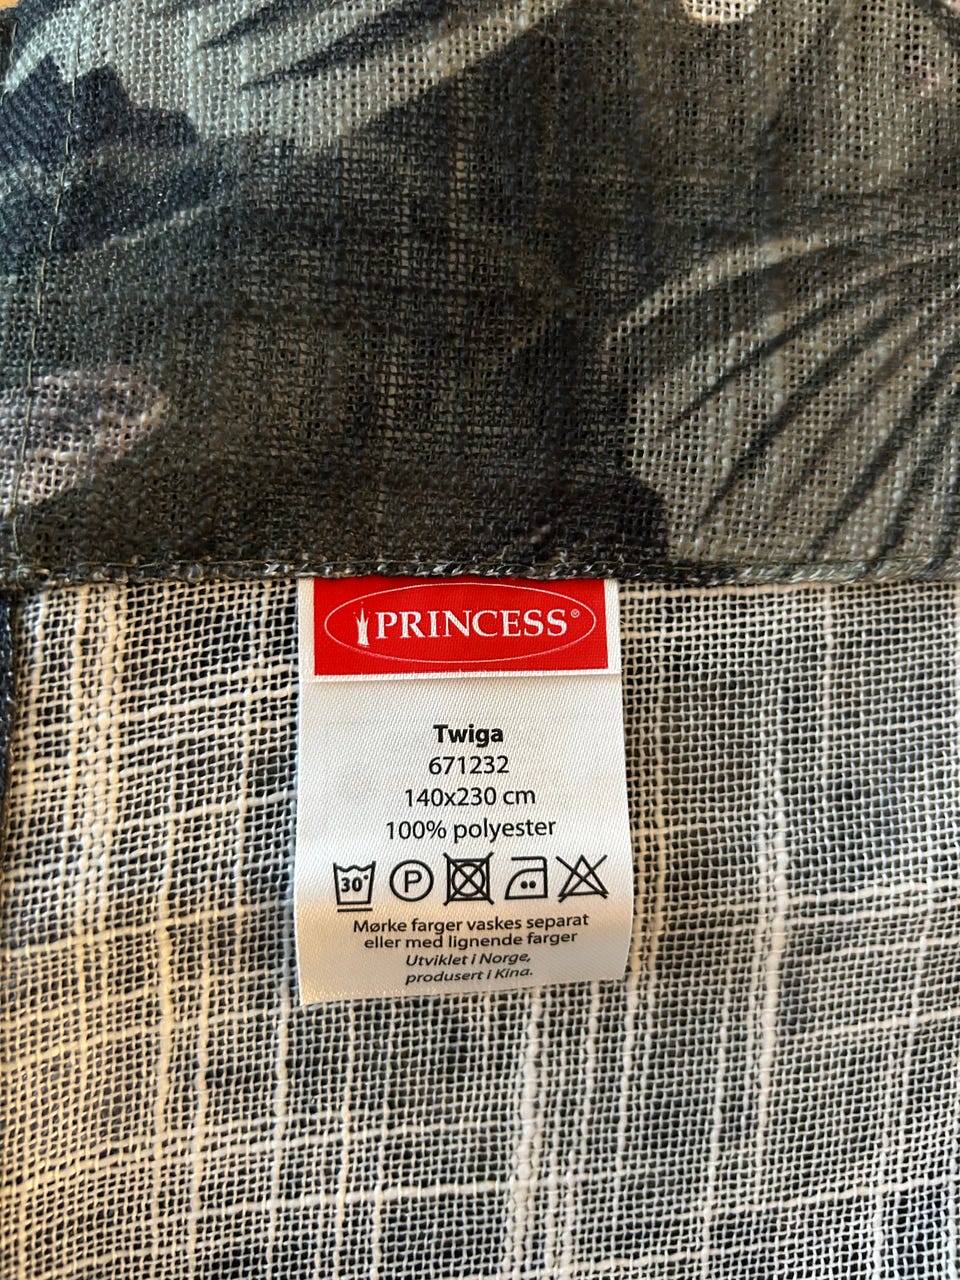 PRINCESS®
Twiga
671232
140x230 cm
100% polyester
30° P
Mørke farger vaskes separat
eller med lignende farger
Utviklet i Norge,
produsert i Kina.